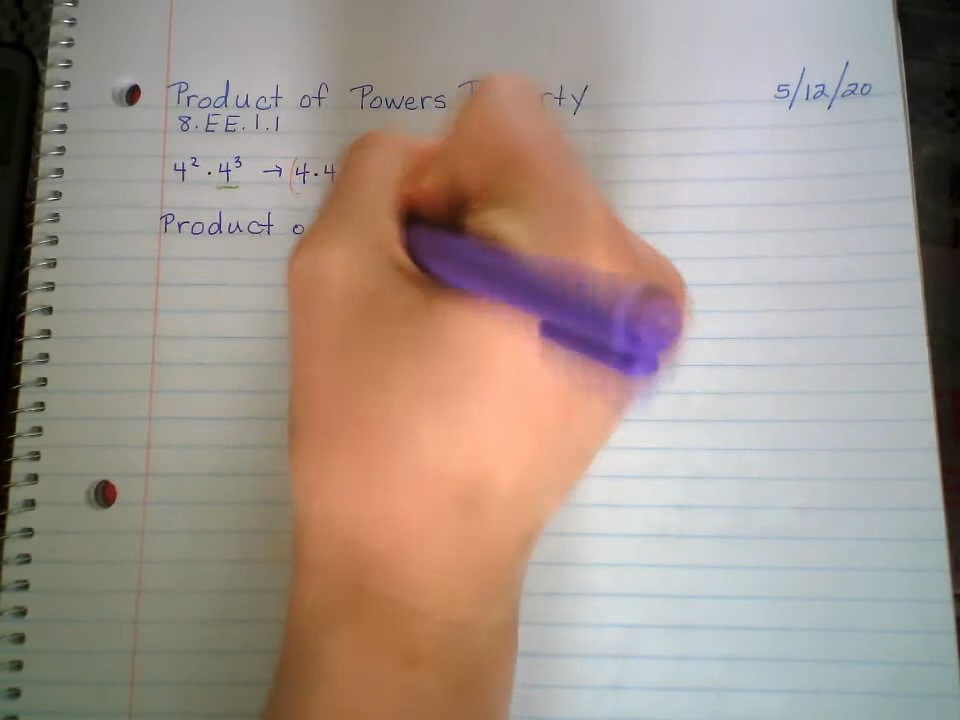 Product of Powers
5/12/20
8.EE.1.1
4² · 4³ → (4 · 4
Product